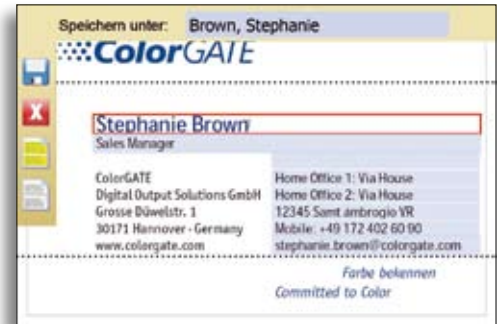 Speichern unter: Brown, Stephanie
ColorGATE
Stephanie Brown
Sales Manager
ColorGATE
Digital Output Solutions GmbH
Grosse Düwelstr. 1
30171 Hannover - Germany
www.colorgate.com
Home Office 1: Via House
Home Office 2: Via House
12345 Samt ambrogio VR
Mobile: +49 172 402 60 90
stephanie.brown@colorgate.com
Farbe bekennen
Committed to Color